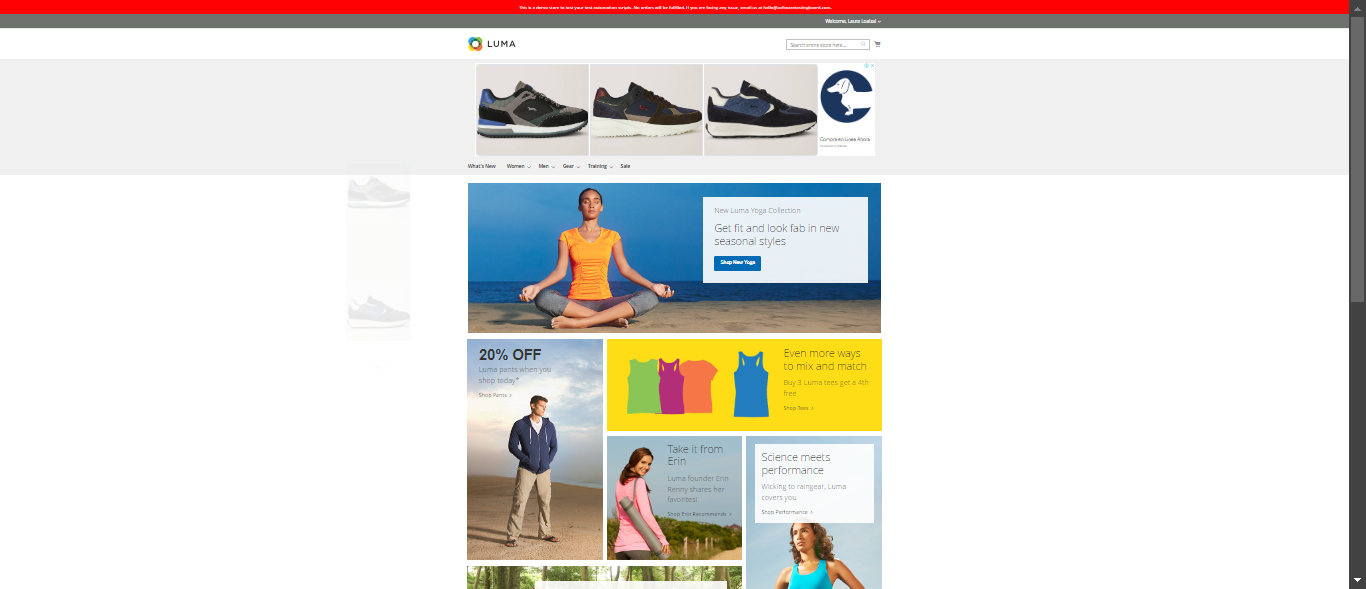 This is a demo store to test your test automation scripts. No orders will be fulfilled. If you are facing any issue, email us at hello@softwaretestingboard.com.
LUMA
Search entire store here...
Compra en Línea Ahora
What's New Women Men Gear Training Sale
New Luma Yoga Collection
Get fit and look fab in new
seasonal styles
Shop New Yoga
20% OFF
Luma pants when you
shop today*
Shop Pants
Even more ways
to mix and match
Buy 3 Luma tees get a 4th
free
Shop Tees
Take it from
Erin
Luma founder Erin
Renny shares her
favorites!
Shop Erin Recommends
Science meets
performance
Wicking to raingear, Luma
covers you
Shop Performance